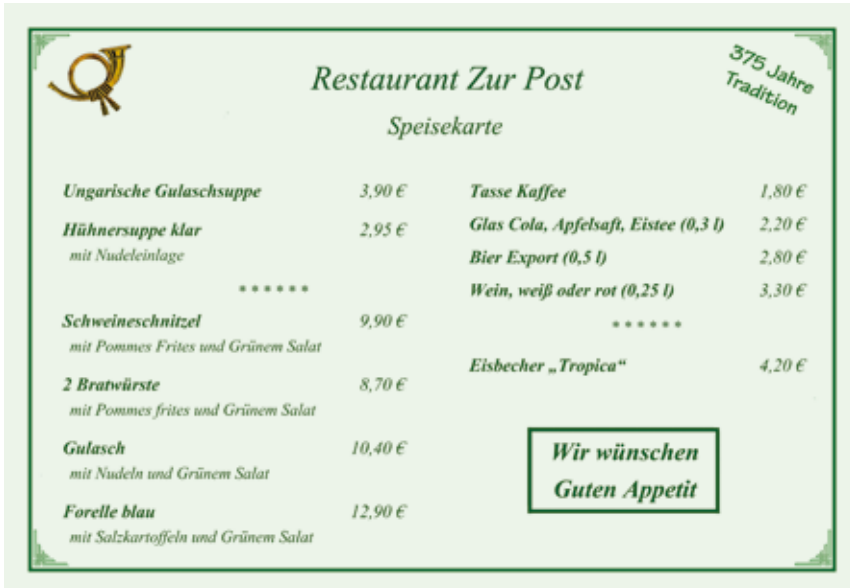 Restaurant Zur Post
375 Jahre
Tradition
Speisekarte
Ungarische Gulaschsuppe 3,90 €
Hühnersuppe klar 2,95 €
mit Nudeleinlage
* * * * * *
Schweineschnitzel 9,90 €
mit Pommes Frites und Grünem Salat
2 Bratwürste 8,70 €
mit Pommes frites und Grünem Salat
Gulasch 10,40 €
mit Nudeln und Grünem Salat
Forelle blau 12,90 €
mit Salzkartoffeln und Grünem Salat
Tasse Kaffee 1,80 €
Glas Cola, Apfelsaft, Eistee (0,3 l) 2,20 €
Bier Export (0,5 l) 2,80 €
Wein, weiß oder rot (0,25 l) 3,30 €
* * * * * *
Eisbecher „Tropica“ 4,20 €
Wir wünschen
Guten Appetit